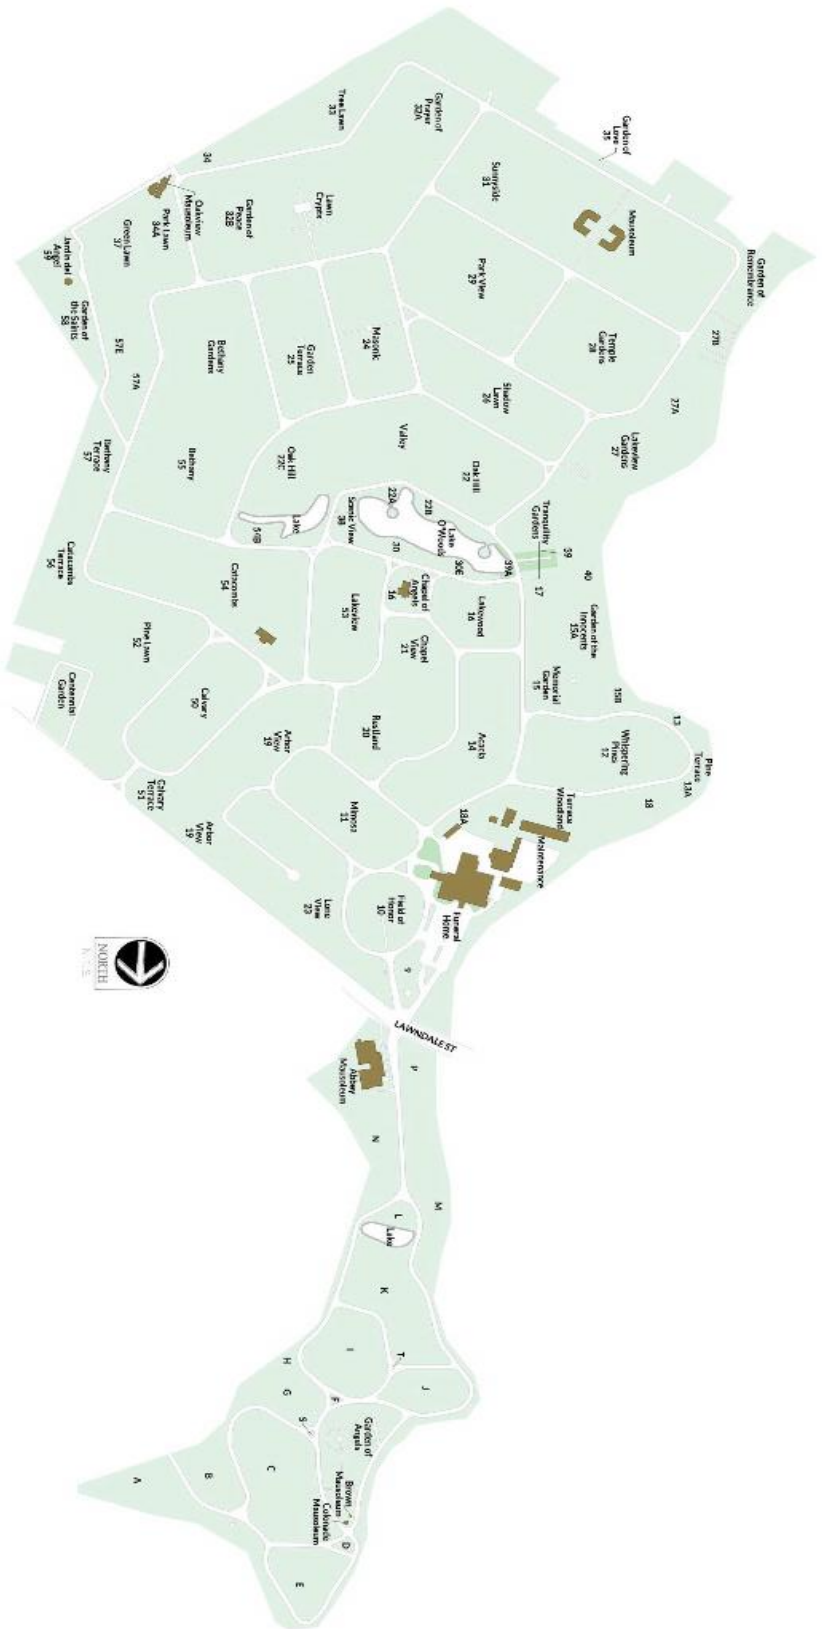 Garden of
Prayer
32A
Tree Lawn
33
Garden of
Love
35
34
Sunnyside
31
Mausoleum
Garden of
Remembrance
Lawn
Crypts
Garden of
Peace
32B
Oakview
Mausoleum
Park Lawn
34A
Green Lawn
37
Jardin del
Angel
59
Garden of
the Saints
58
Park View
29
Temple
Gardens
28
27B
27A
Masonic
24
Garden
Terrace
25
Bethany
Gardens
57E
57A
Shadow
Lawn
26
Lakeview
Gardens
27
Valley
Oak Hill
22
Oak Hill
22C
Bethany
55
Bethany
Terrace
57
22A
22B
Lake
O'Woods
Scenic View
38
Lake
54B
30
30E
39A
Tranquility
Gardens
39
40
17
Catacombs
Terrace
56
Catacombs
54
Lakeview
53
Chapel of
Angels
16
Lakewood
16
Garden of the
Innocents
15A
Chapel
View
21
Pine Lawn
52
Memorial
Garden
15
15B
13
Centennial
Garden
Calvary
50
Arbor
View
19
Roseland
20
Acacia
14
Whispering
Pines
12
Pine
Terrace
13A
18
Calvary
Terrace
51
Arbor
View
19
Mimosa
11
18A
Terrace
Woodland
Maintenance
Long
View
23
Field of
Honor
10
Funeral
Home
9
NORTH
LAWNDALE ST
P
Abbey
Mausoleum
N
M
L
Lake
K
T
I
J
H
G
F
S
Garden of
Angels
C
B
A
Brown
Mausoleum
Colonade
Mausoleum
D
E